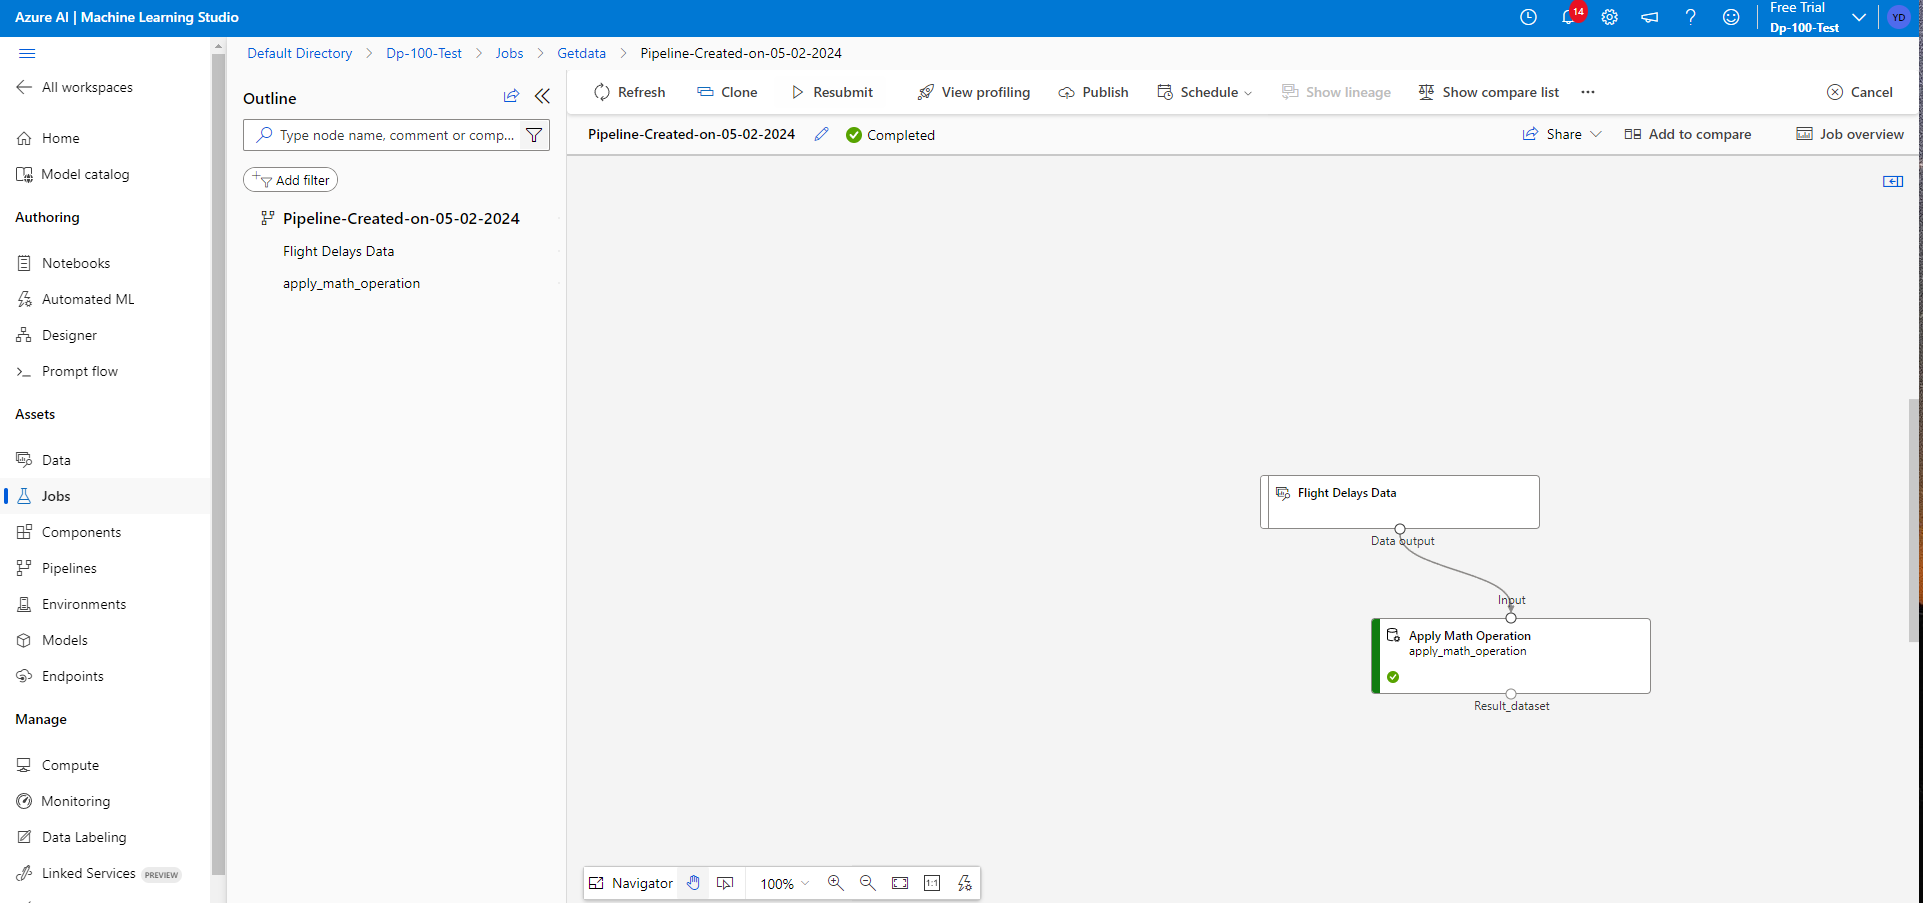 Azure AI | Machine Learning Studio
14
Free Trial
Dp-100-Test
YD
All workspaces
Home
Model catalog
Authoring
Notebooks
Automated ML
Designer
Prompt flow
Assets
Data
Jobs
Components
Pipelines
Environments
Models
Endpoints
Manage
Compute
Monitoring
Data Labeling
Linked Services PREVIEW
Default Directory > Dp-100-Test > Jobs > Getdata > Pipeline-Created-on-05-02-2024
Outline
Type node name, comment or comp...
Add filter
Pipeline-Created-on-05-02-2024
Flight Delays Data
apply_math_operation
Refresh Clone Resubmit View profiling Publish Schedule Show lineage Show compare list ... Cancel
Pipeline-Created-on-05-02-2024 Completed Share Add to compare Job overview
Flight Delays Data
Data output
Input
Apply Math Operation
apply_math_operation
Result_dataset
Navigator 100% 1:1